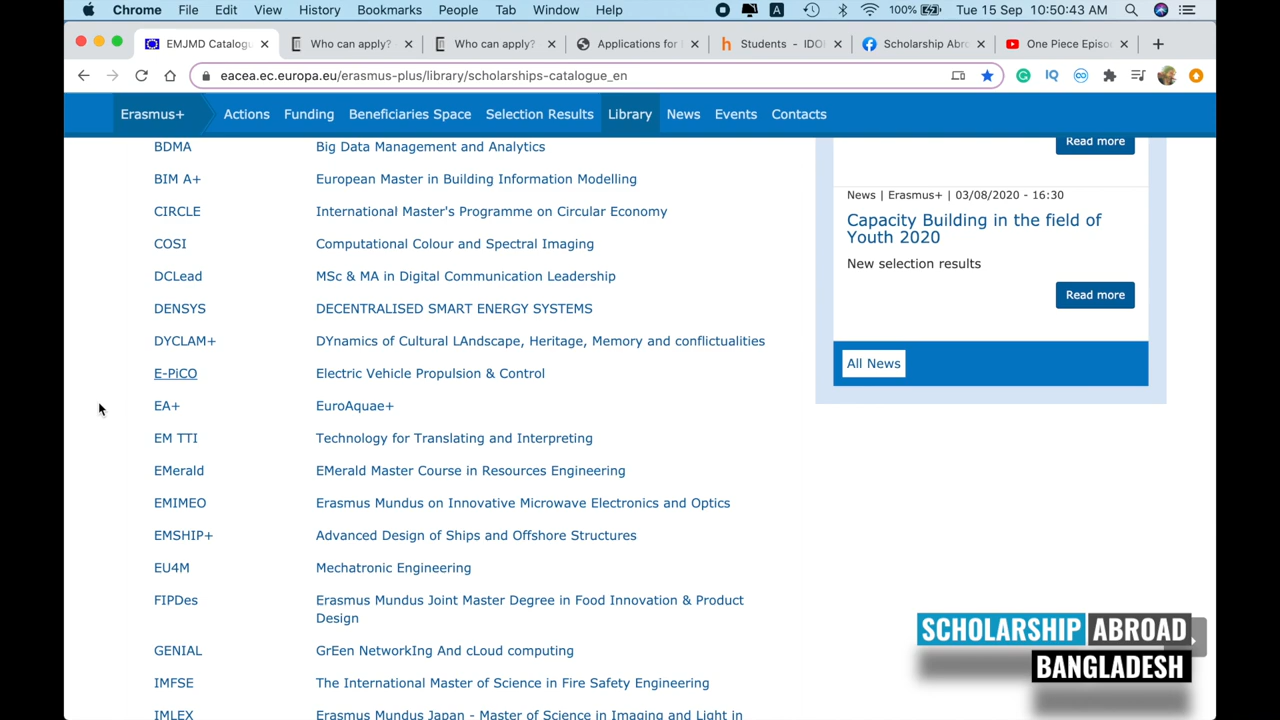 Chrome File Edit View History Bookmarks People Tab Window Help
A 100% Tue 15 Sep 10:50:43 AM
EMJMD Catalogu
Who can apply?
Who can apply?
Applications for
Students - IDO
Scholarship Abro
One Piece Episo
eacea.ec.europa.eu/erasmus-plus/library/scholarships-catalogue_en
IQ
Erasmus+ Actions Funding Beneficiaries Space Selection Results Library News Events Contacts
BDMA Big Data Management and Analytics
BIM A+ European Master in Building Information Modelling
CIRCLE International Master's Programme on Circular Economy
COSI Computational Colour and Spectral Imaging
DCLead MSc & MA in Digital Communication Leadership
DENSYS DECENTRALISED SMART ENERGY SYSTEMS
DYCLAM+ DYnamics of Cultural LAndscape, Heritage, Memory and conflictualities
E-PiCO Electric Vehicle Propulsion & Control
EA+ EuroAquae+
EM TTI Technology for Translating and Interpreting
EMerald EMerald Master Course in Resources Engineering
EMIMEO Erasmus Mundus on Innovative Microwave Electronics and Optics
EMSHIP+ Advanced Design of Ships and Offshore Structures
EU4M Mechatronic Engineering
FIPDes Erasmus Mundus Joint Master Degree in Food Innovation & Product
Design
GENIAL GrEen NetworkIng And cLoud computing
IMFSE The International Master of Science in Fire Safety Engineering
IMLEX Erasmus Mundus Japan - Master of Science in Imaging and Light in
Read more
News | Erasmus+ | 03/08/2020 - 16:30
Capacity Building in the field of
Youth 2020
New selection results
Read more
All News
SCHOLARSHIP ABROAD
BANGLADESH